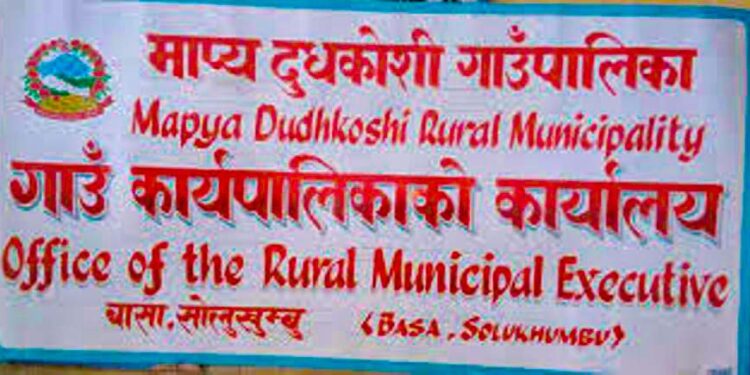 माप्य दुधकोशी गाउँपालिका
Mapya Dudhkoshi Rural Municipality
गाउँ कार्यपालिकाको कार्यालय
Office of the Rural Municipal Executive
बासा, सोलुखुम्बु (BASA, SOLUKHUMBU)